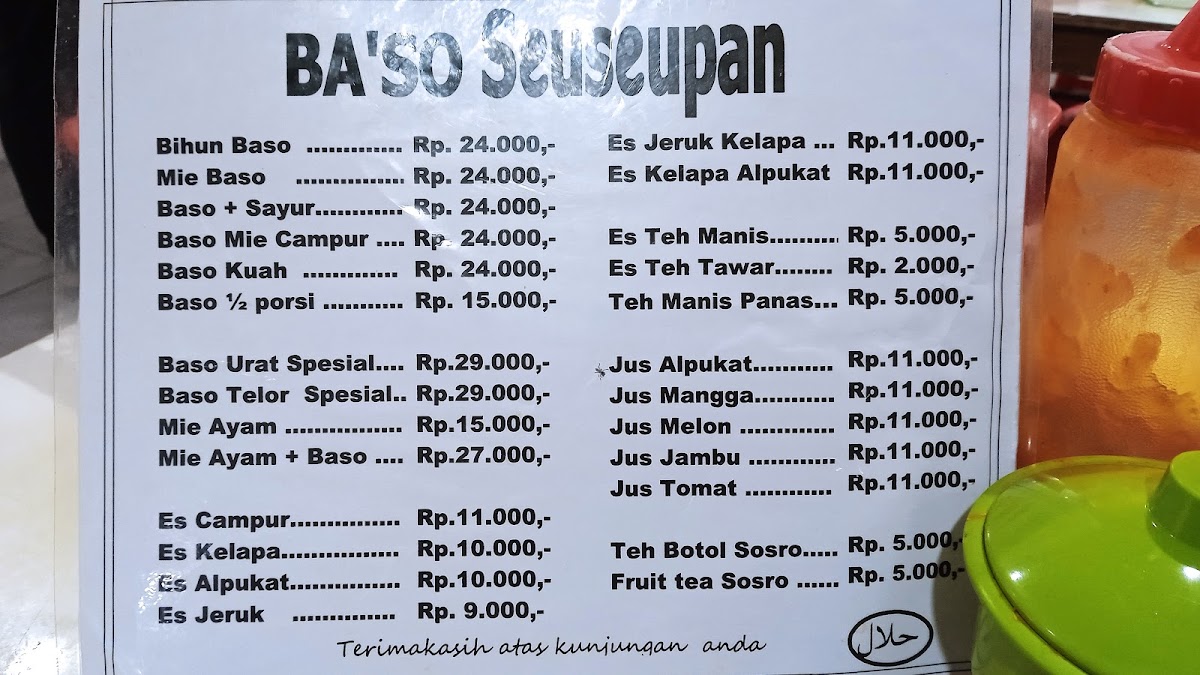 BA'SO Seuseupan
Bihun Baso .............. Rp. 24.000,-
Mie Baso ................ Rp. 24.000,-
Baso + Sayur............. Rp. 24.000,-
Baso Mie Campur .... Rp. 24.000,-
Baso Kuah .............. Rp. 24.000,-
Baso ½ porsi ............ Rp. 15.000,-
Baso Urat Spesial.... Rp.29.000,-
Baso Telor Spesial.. Rp.29.000,-
Mie Ayam ................. Rp.15.000,-
Mie Ayam + Baso .... Rp.27.000,-
Es Campur................ Rp.11.000,-
Es Kelapa................. Rp.10.000,-
Es Alpukat................ Rp.10.000,-
Es Jeruk ............... Rp. 9.000,-
Es Jeruk Kelapa ... Rp.11.000,-
Es Kelapa Alpukat Rp.11.000,-
Es Teh Manis.......... Rp. 5.000,-
Es Teh Tawar........ Rp. 2.000,-
Teh Manis Panas... Rp. 5.000,-
Jus Alpukat............ Rp.11.000,-
Jus Mangga............ Rp.11.000,-
Jus Melon .............. Rp.11.000,-
Jus Jambu ............. Rp.11.000,-
Jus Tomat ............. Rp.11.000,-
Teh Botol Sosro..... Rp. 5.000,-
Fruit tea Sosro ...... Rp. 5.000,-
Terimakasih atas kunjungan anda
حلال